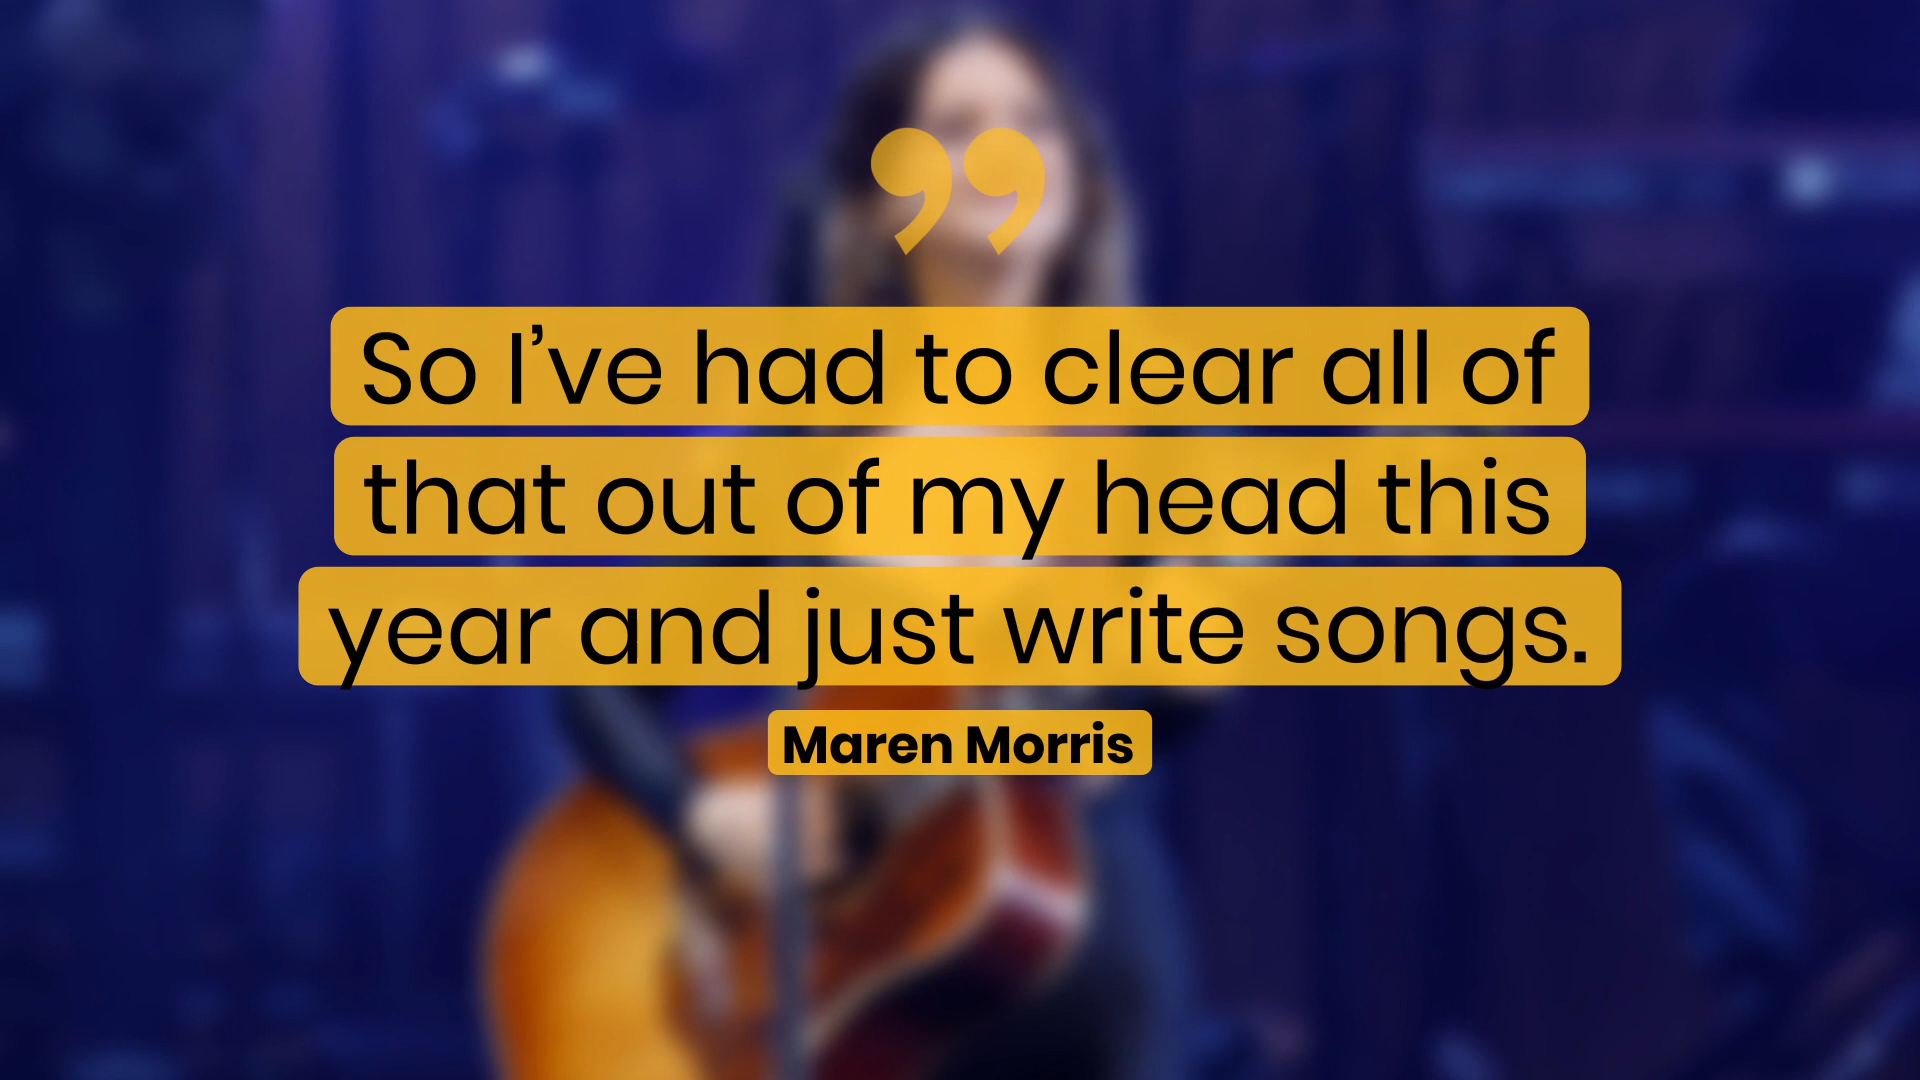 ”
So I’ve had to clear all of
that out of my head this
year and just write songs.
Maren Morris